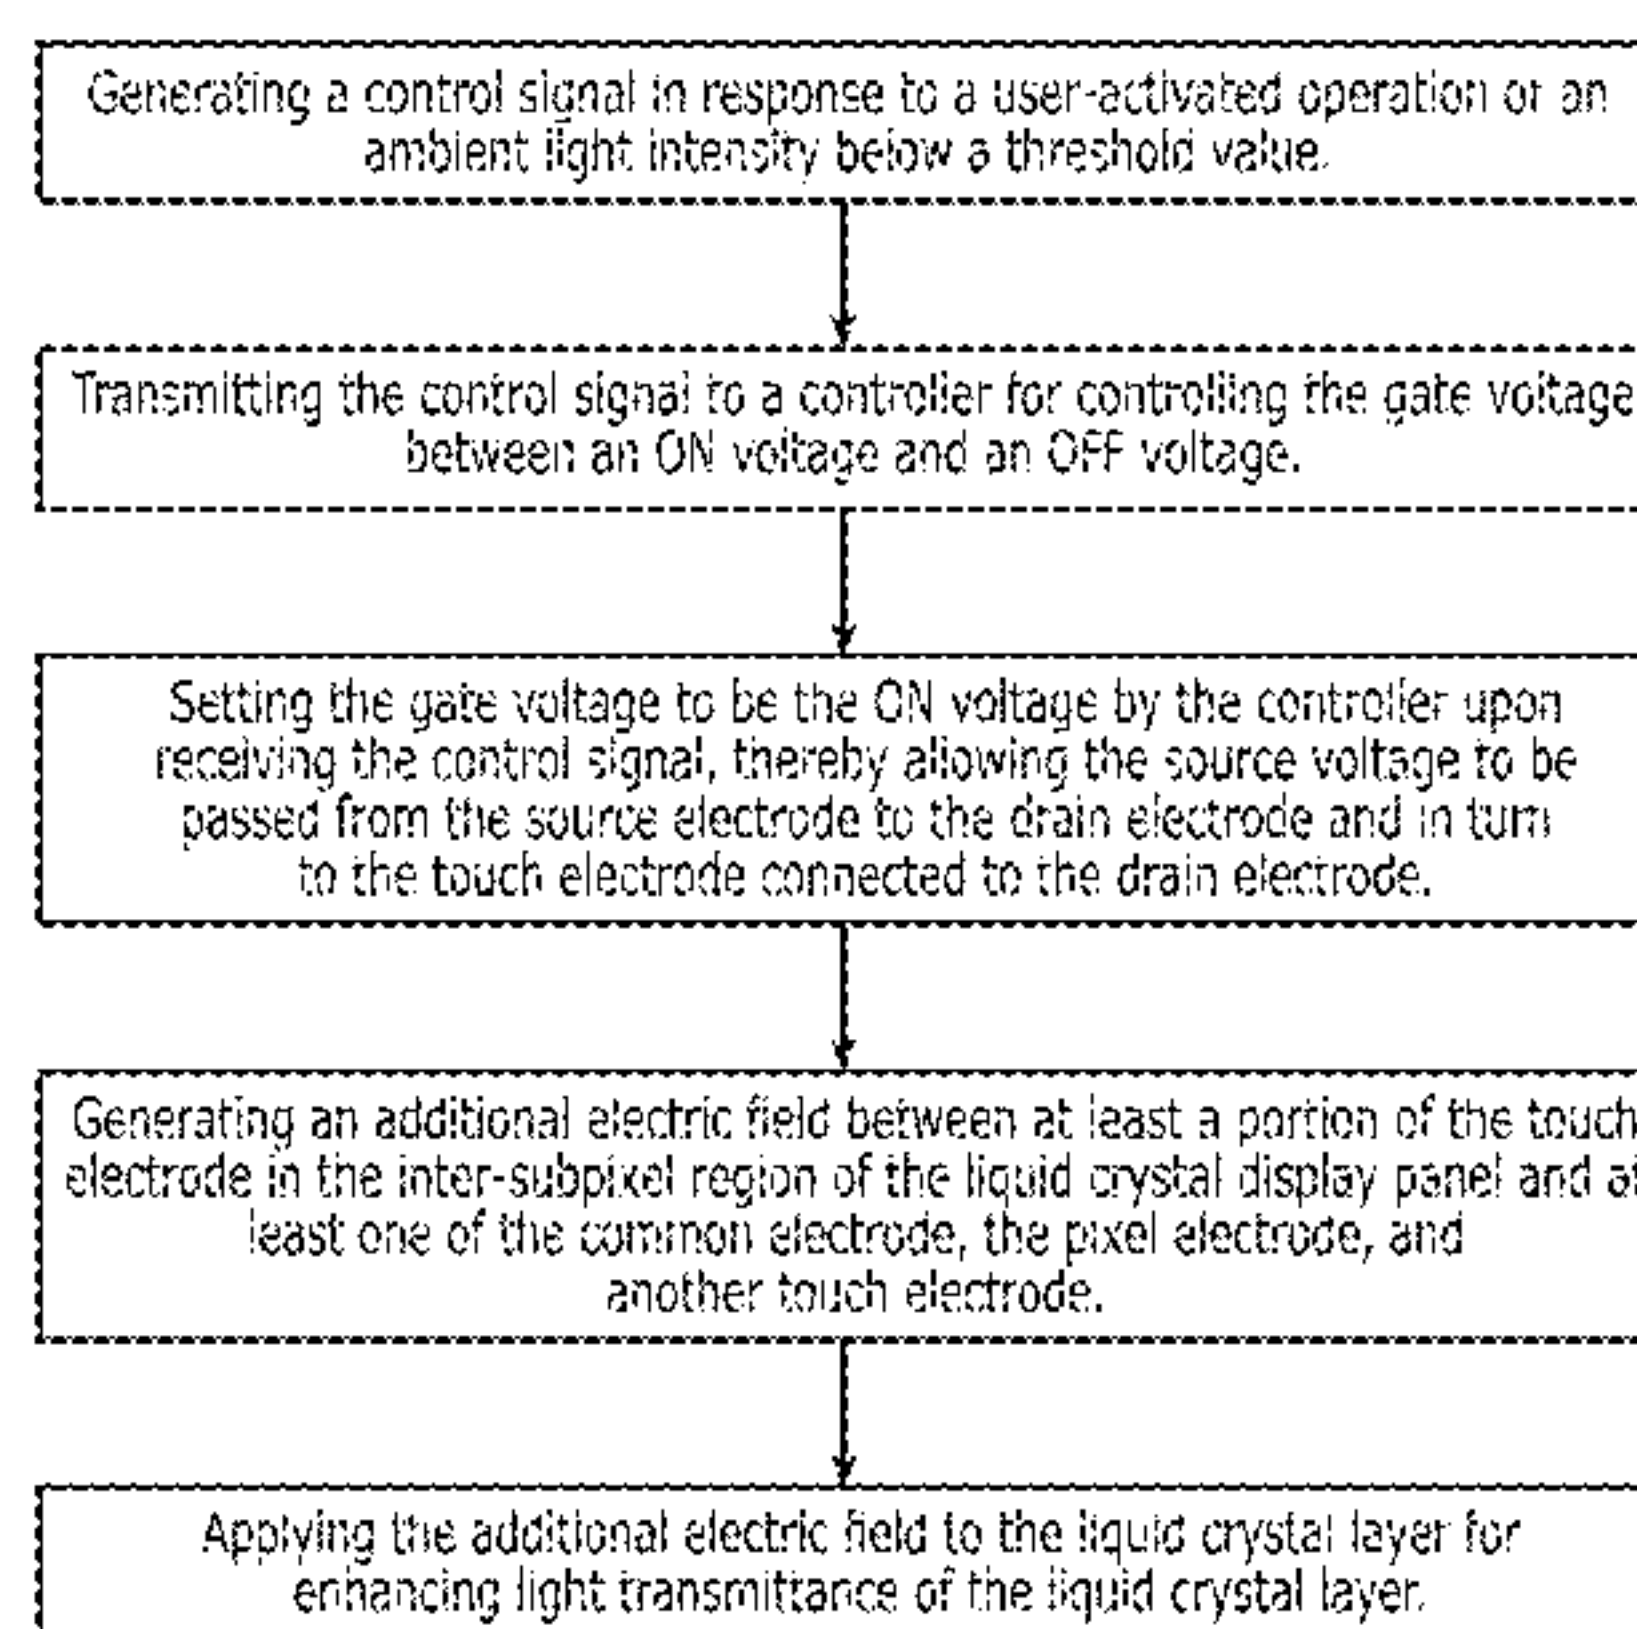 Generating a control signal in response to a user-activated operation or an
ambient light intensity below a threshold value.
Transmitting the control signal to a controller for controlling the gate voltage
between an ON voltage and an OFF voltage.
Setting the gate voltage to be the ON voltage by the controller upon
receiving the control signal, thereby allowing the source voltage to be
passed from the source electrode to the drain electrode and in turn
to the touch electrode connected to the drain electrode.
Generating an additional electric field between at least a portion of the touch
electrode in the inter-subpixel region of the liquid crystal display panel and at
least one of the common electrode, the pixel electrode, and
another touch electrode.
Applying the additional electric field to the liquid crystal layer for
enhancing light transmittance of the liquid crystal layer.